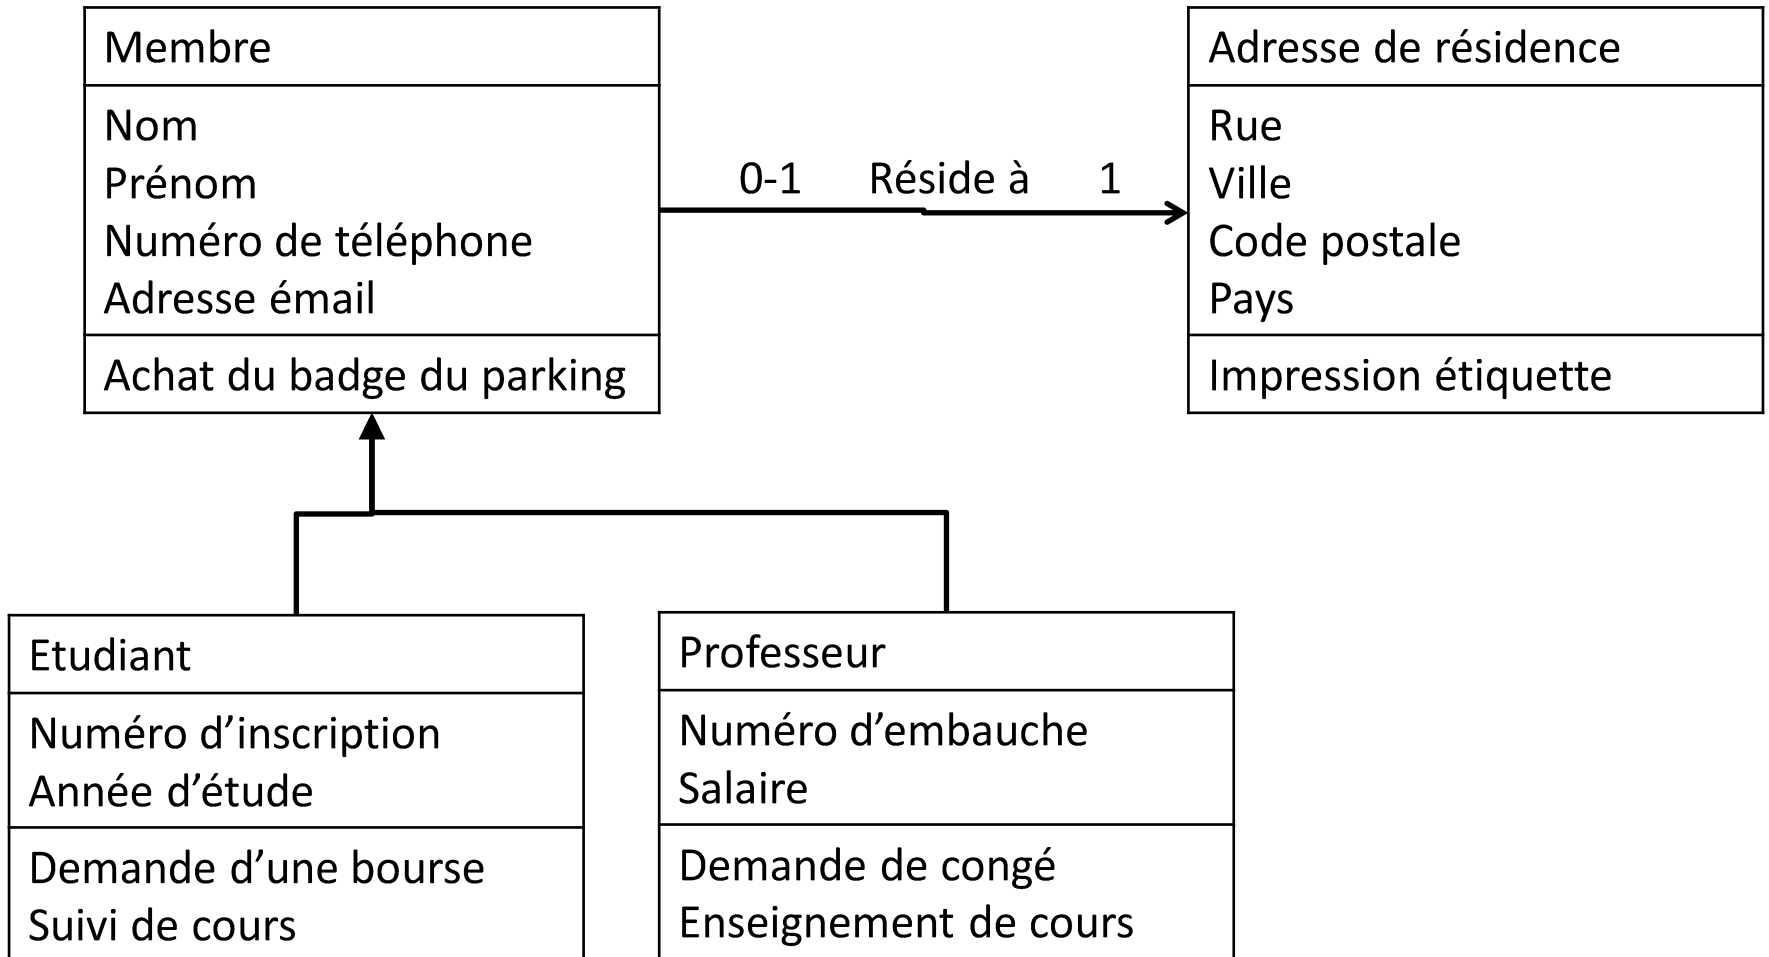 Membre
Nom
Prénom
Numéro de téléphone
Adresse émail
Achat du badge du parking
0-1 Réside à 1
Adresse de résidence
Rue
Ville
Code postale
Pays
Impression étiquette
Etudiant
Numéro d’inscription
Année d’étude
Demande d’une bourse
Suivi de cours
Professeur
Numéro d’embauche
Salaire
Demande de congé
Enseignement de cours